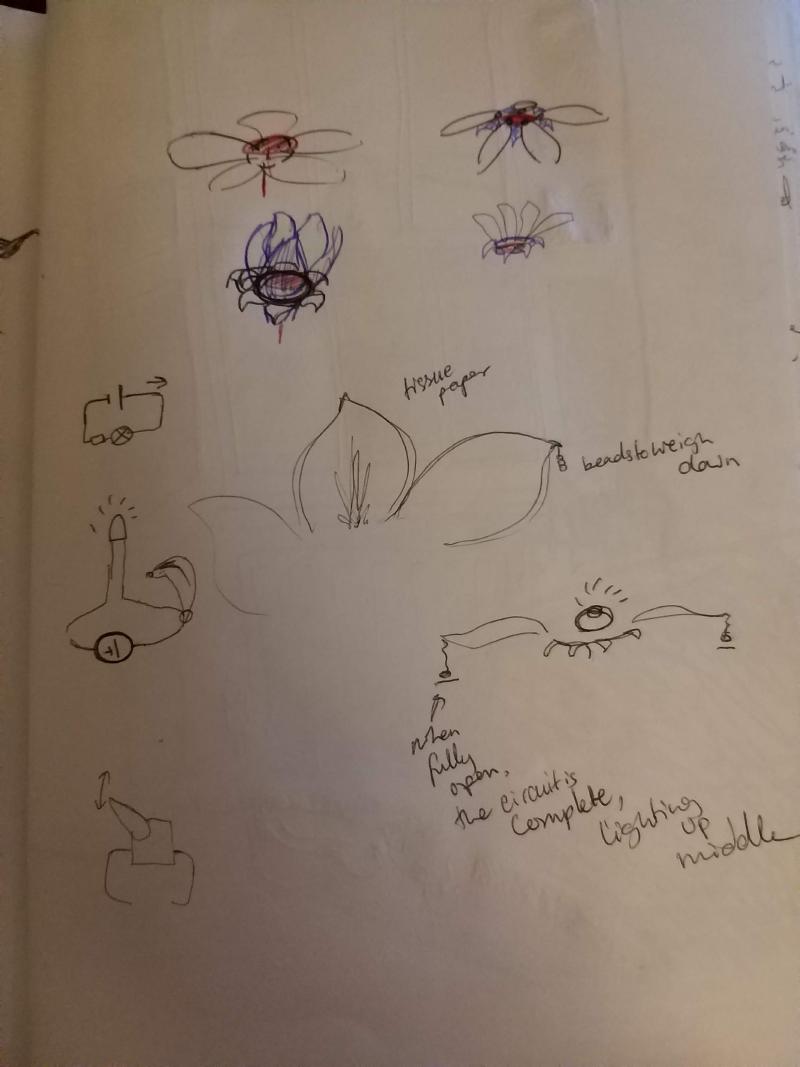 tissue
paper
beads to weigh
down
when
fully
open,
the circuit is
complete,
lighting
up
middle